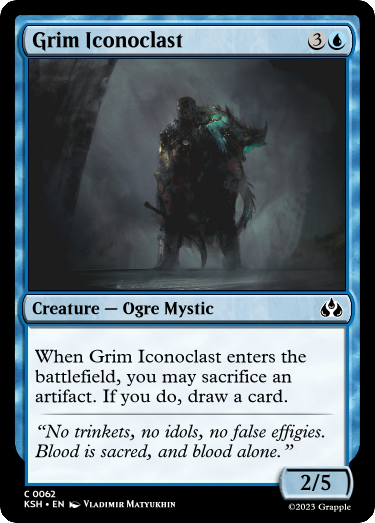 Grim Iconoclast 3
Creature — Ogre Mystic
When Grim Iconoclast enters the
battlefield, you may sacrifice an
artifact. If you do, draw a card.
“No trinkets, no idols, no false effigies.
Blood is sacred, and blood alone.”
2/5
C 0062
KSH • EN Vladimir Matyukhin
©2023 Grapple